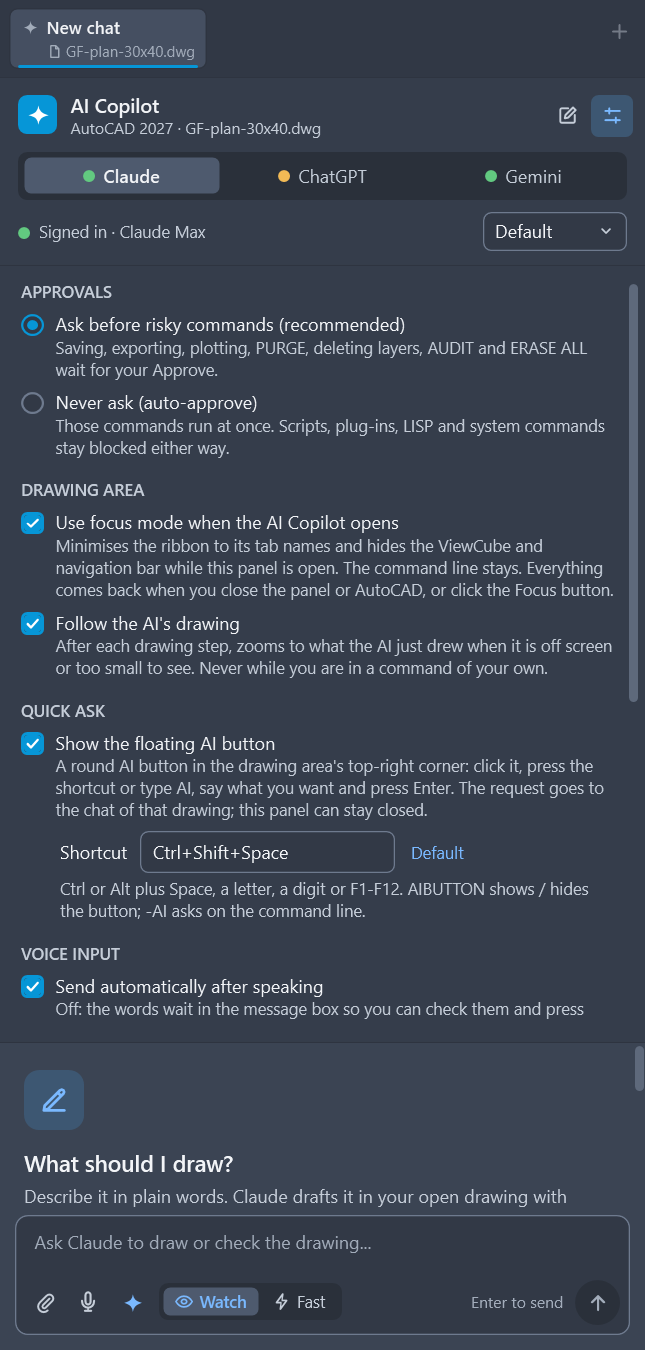 New chat
GF-plan-30x40.dwg
AI Copilot
AutoCAD 2027 · GF-plan-30x40.dwg
Claude
ChatGPT
Gemini
Signed in · Claude Max
Default
APPROVALS
Ask before risky commands (recommended)
Saving, exporting, plotting, PURGE, deleting layers, AUDIT and ERASE ALL
wait for your Approve.
Never ask (auto-approve)
Those commands run at once. Scripts, plug-ins, LISP and system commands
stay blocked either way.
DRAWING AREA
Use focus mode when the AI Copilot opens
Minimises the ribbon to its tab names and hides the ViewCube and
navigation bar while this panel is open. The command line stays. Everything
comes back when you close the panel or AutoCAD, or click the Focus button.
Follow the AI's drawing
After each drawing step, zooms to what the AI just drew when it is off screen
or too small to see. Never while you are in a command of your own.
QUICK ASK
Show the floating AI button
A round AI button in the drawing area's top-right corner: click it, press the
shortcut or type AI, say what you want and press Enter. The request goes to
the chat of that drawing; this panel can stay closed.
Shortcut
Ctrl+Shift+Space
Default
Ctrl or Alt plus Space, a letter, a digit or F1-F12. AIBUTTON shows / hides
the button; -AI asks on the command line.
VOICE INPUT
Send automatically after speaking
Off: the words wait in the message box so you can check them and press
What should I draw?
Describe it in plain words. Claude drafts it in your open drawing with
Ask Claude to draw or check the drawing...
Watch
Fast
Enter to send